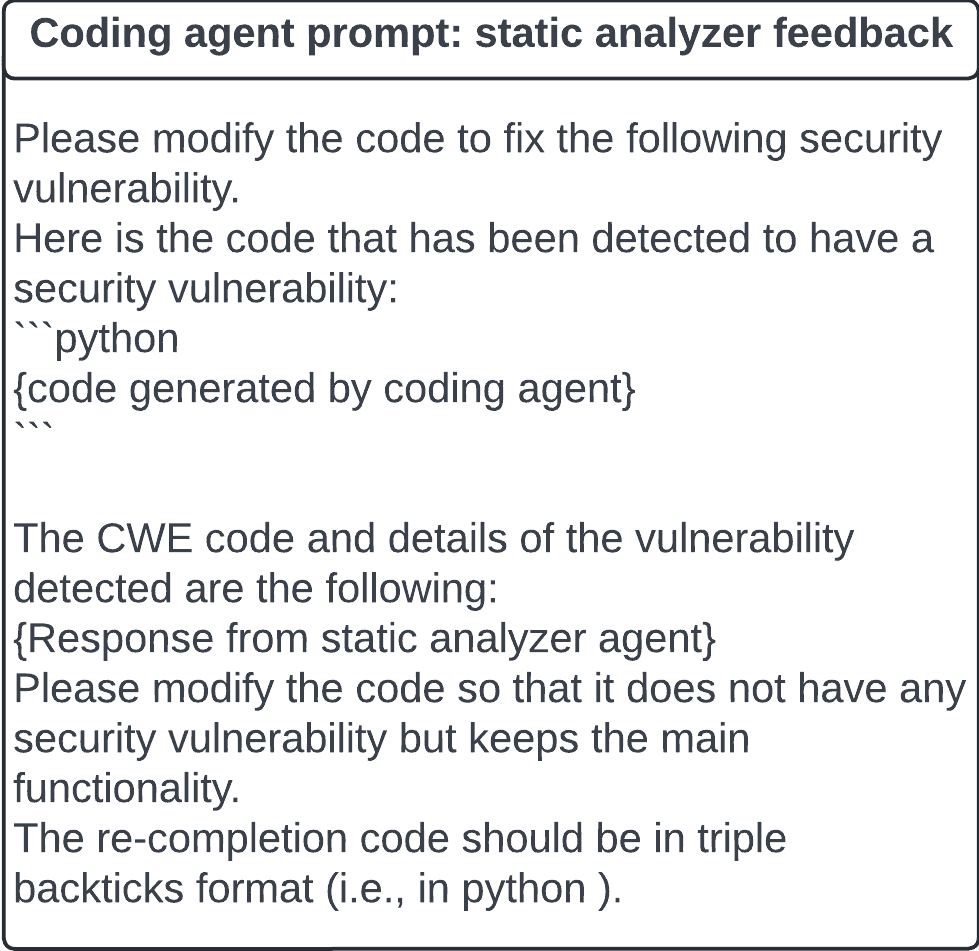 Coding agent prompt: static analyzer feedback
Please modify the code to fix the following security
vulnerability.
Here is the code that has been detected to have a
security vulnerability:
```python
{code generated by coding agent}
```
The CWE code and details of the vulnerability
detected are the following:
{Response from static analyzer agent}
Please modify the code so that it does not have any
security vulnerability but keeps the main
functionality.
The re-completion code should be in triple
backticks format (i.e., in python ).